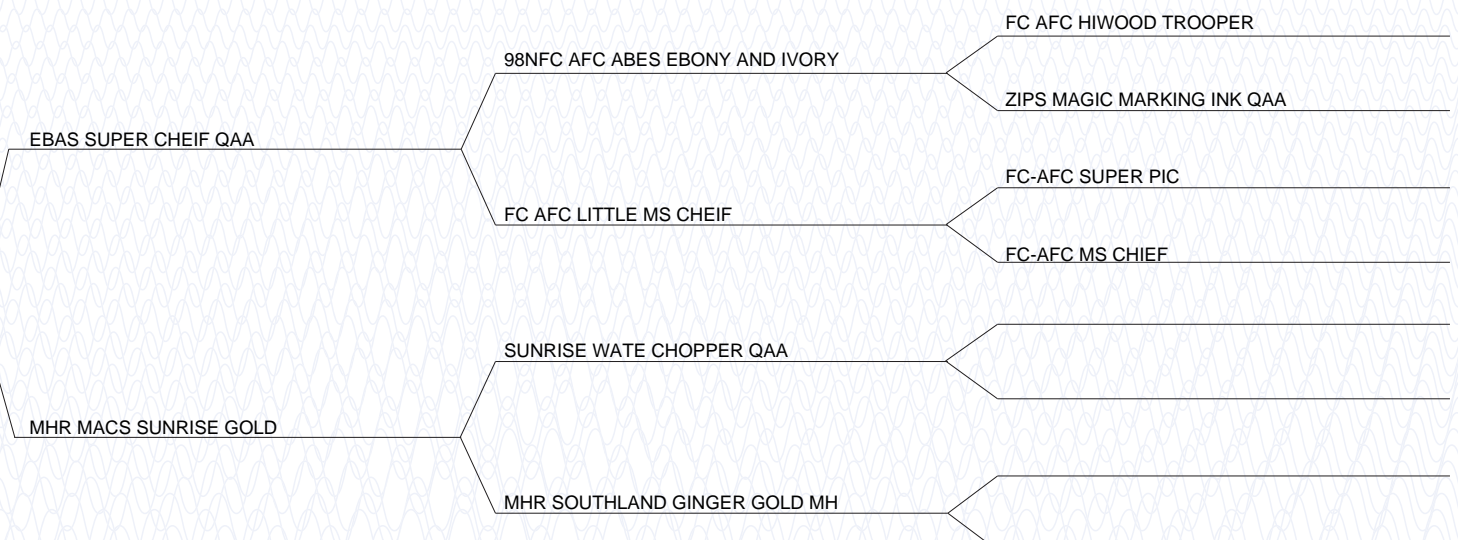 FC AFC HIWOOD TROOPER
98NFC AFC ABES EBONY AND IVORY
ZIPS MAGIC MARKING INK QAA
EBAS SUPER CHEIF QAA
FC-AFC SUPER PIC
FC AFC LITTLE MS CHEIF
FC-AFC MS CHIEF
SUNRISE WATE CHOPPER QAA
MHR MACS SUNRISE GOLD
MHR SOUTHLAND GINGER GOLD MH